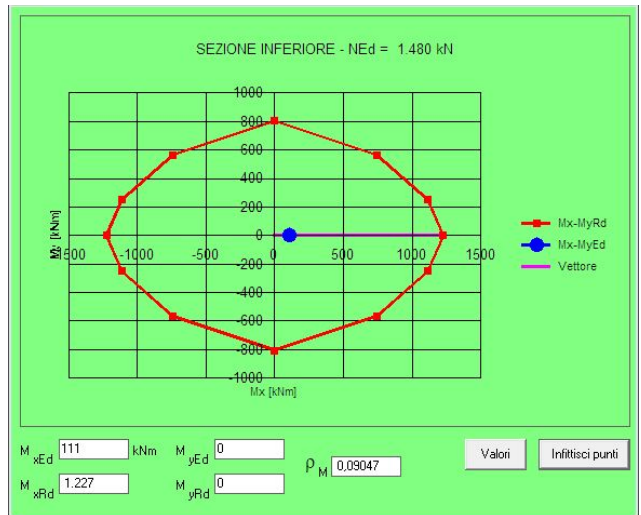 SEZIONE INFERIORE - NEd = 1.480 kN
1000
800
600
400
200
0
-1500 -1000 -500 0 500 1000 1500
-200
-400
-600
-800
-1000
Mx [kNm]
Mx-MyRd
Mx-MyEd
Vettore
M xEd 111 kNm M yEd 0
ρ M 0,09047
Valori Infittisci punti
M xRd 1.227 M yRd 0